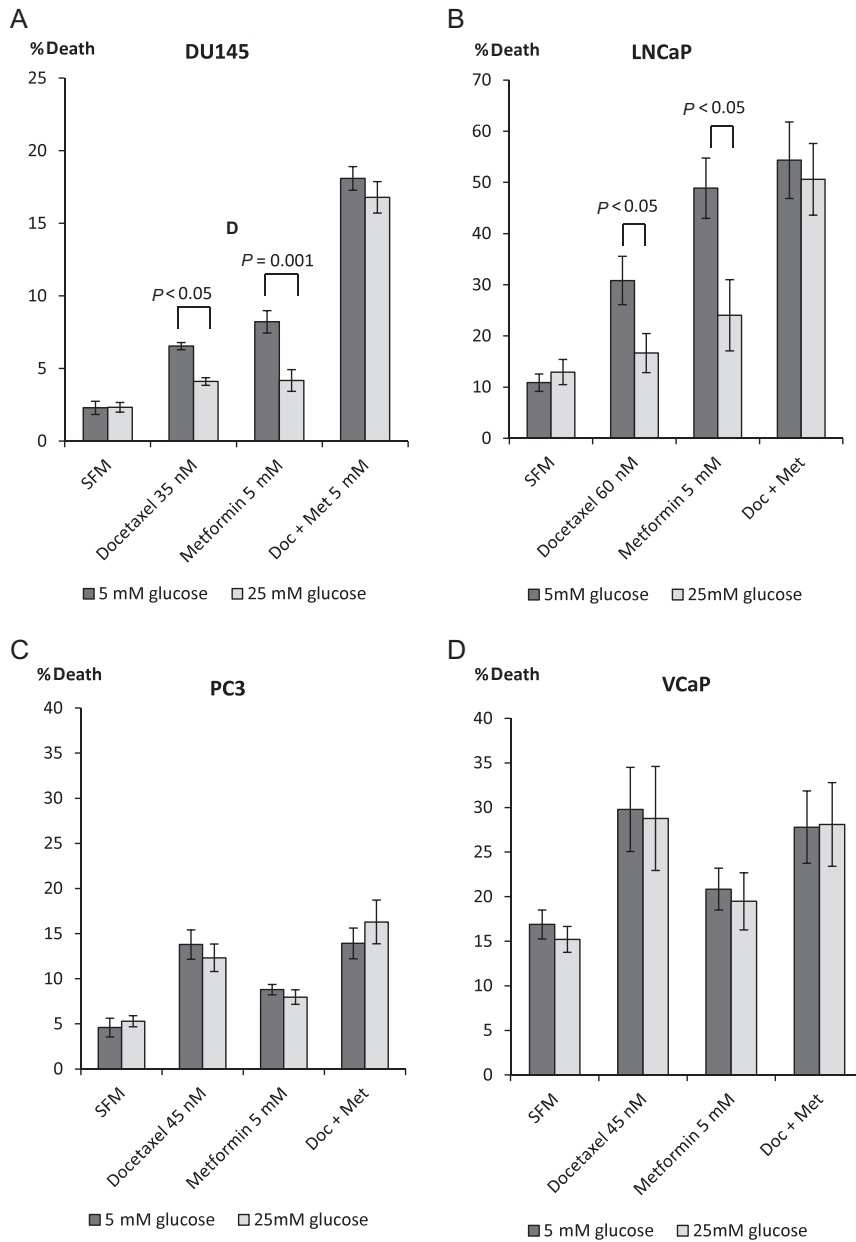 A
% Death
DU145
25
20
15
10
5
0
D
P < 0.05
P = 0.001
SFM
Docetaxel 35 nM
Metformin 5 mM
Doc + Met 5 mM
5 mM glucose
25 mM glucose
B
% Death
LNCaP
70
60
50
40
30
20
10
0
P < 0.05
P < 0.05
SFM
Docetaxel 60 nM
Metformin 5 mM
Doc + Met
5mM glucose
25mM glucose
C
% Death
PC3
40
35
30
25
20
15
10
5
0
SFM
Docetaxel 45 nM
Metformin 5 mM
Doc + Met
5 mM glucose
25mM glucose
D
% Death
VCaP
40
35
30
25
20
15
10
5
0
SFM
Docetaxel 45 nM
Metformin 5 mM
Doc + Met
5 mM glucose
25mM glucose